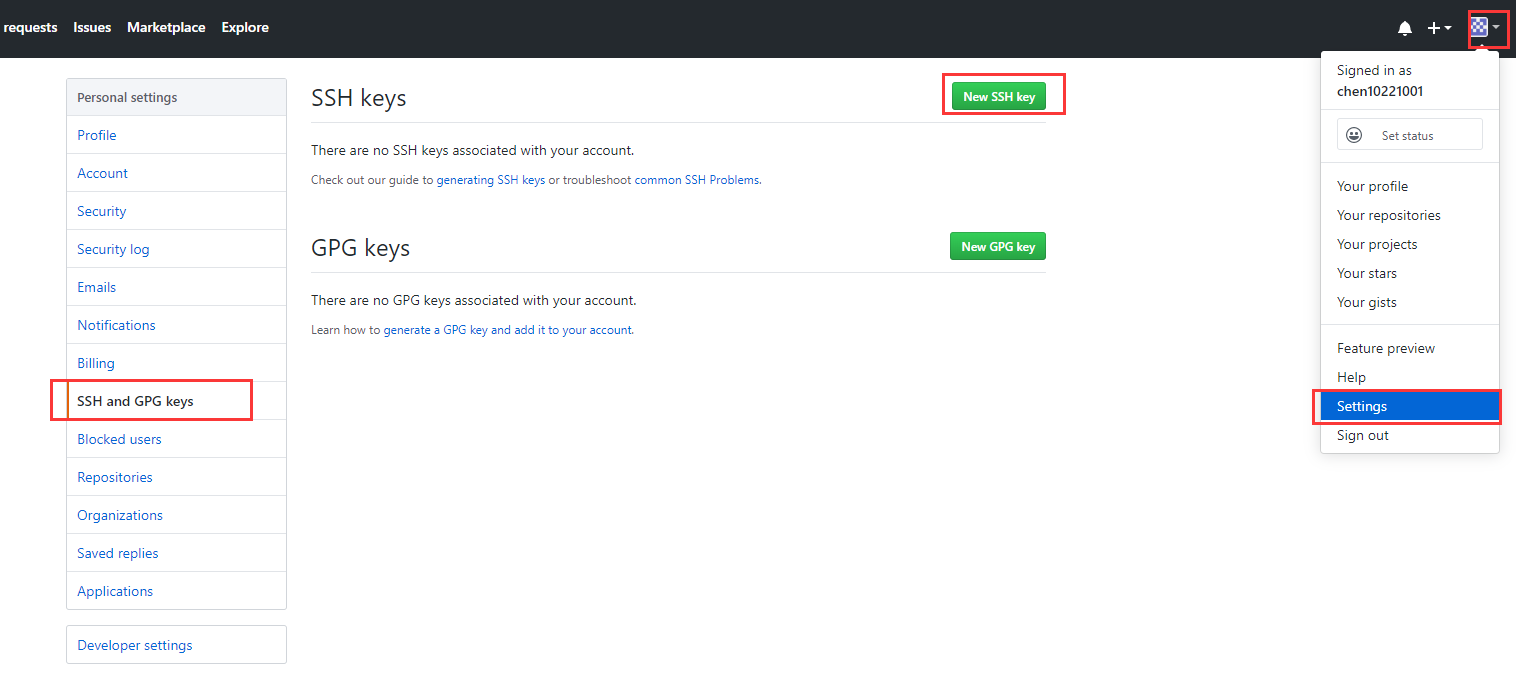 requests Issues Marketplace Explore
Personal settings
Profile
Account
Security
Security log
Emails
Notifications
Billing
SSH and GPG keys
Blocked users
Repositories
Organizations
Saved replies
Applications
Developer settings
SSH keys
New SSH key
There are no SSH keys associated with your account.
Check out our guide to generating SSH keys or troubleshoot common SSH Problems.
GPG keys
New GPG key
There are no GPG keys associated with your account.
Learn how to generate a GPG key and add it to your account.
Signed in as
chen10221001
Set status
Your profile
Your repositories
Your projects
Your stars
Your gists
Feature preview
Help
Settings
Sign out